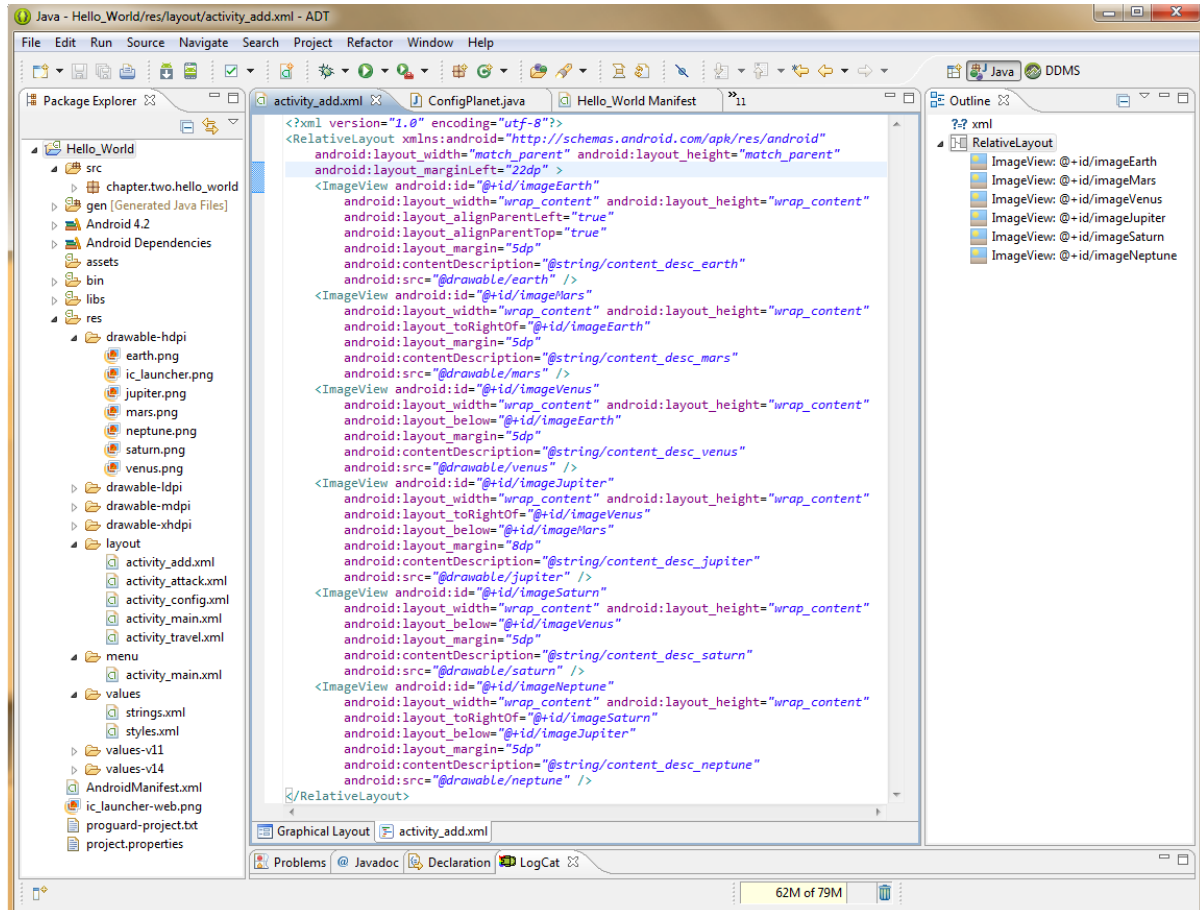 Java - Hello_World/res/layout/activity_add.xml - ADT
File Edit Run Source Navigate Search Project Refactor Window Help
Java DDMS
Package Explorer
Hello_World
src
chapter.two.hello_world
gen [Generated Java Files]
Android 4.2
Android Dependencies
assets
bin
libs
res
drawable-hdpi
earth.png
ic_launcher.png
jupiter.png
mars.png
neptune.png
saturn.png
venus.png
drawable-ldpi
drawable-mdpi
drawable-xhdpi
layout
activity_add.xml
activity_attack.xml
activity_config.xml
activity_main.xml
activity_travel.xml
menu
activity_main.xml
values
strings.xml
styles.xml
values-v11
values-v14
AndroidManifest.xml
ic_launcher-web.png
proguard-project.txt
project.properties
activity_add.xml ConfigPlanet.java Hello_World Manifest »11
<?xml version="1.0" encoding="utf-8"?>
<RelativeLayout xmlns:android="http://schemas.android.com/apk/res/android"
android:layout_width="match_parent" android:layout_height="match_parent"
android:layout_marginLeft="22dp" >
<ImageView android:id="@+id/imageEarth"
android:layout_width="wrap_content" android:layout_height="wrap_content"
android:layout_alignParentLeft="true"
android:layout_alignParentTop="true"
android:layout_margin="5dp"
android:contentDescription="@string/content_desc_earth"
android:src="@drawable/earth" />
<ImageView android:id="@+id/imageMars"
android:layout_width="wrap_content" android:layout_height="wrap_content"
android:layout_toRightOf="@+id/imageEarth"
android:layout_margin="5dp"
android:contentDescription="@string/content_desc_mars"
android:src="@drawable/mars" />
<ImageView android:id="@+id/imageVenus"
android:layout_width="wrap_content" android:layout_height="wrap_content"
android:layout_below="@+id/imageEarth"
android:layout_margin="5dp"
android:contentDescription="@string/content_desc_venus"
android:src="@drawable/venus" />
<ImageView android:id="@+id/imageJupiter"
android:layout_width="wrap_content" android:layout_height="wrap_content"
android:layout_toRightOf="@+id/imageVenus"
android:layout_below="@+id/imageMars"
android:layout_margin="8dp"
android:contentDescription="@string/content_desc_jupiter"
android:src="@drawable/jupiter" />
<ImageView android:id="@+id/imageSaturn"
android:layout_width="wrap_content" android:layout_height="wrap_content"
android:layout_below="@+id/imageVenus"
android:layout_margin="5dp"
android:contentDescription="@string/content_desc_saturn"
android:src="@drawable/saturn" />
<ImageView android:id="@+id/imageNeptune"
android:layout_width="wrap_content" android:layout_height="wrap_content"
android:layout_toRightOf="@+id/imageSaturn"
android:layout_below="@+id/imageJupiter"
android:layout_margin="5dp"
android:contentDescription="@string/content_desc_neptune"
android:src="@drawable/neptune" />
</RelativeLayout>
Graphical Layout activity_add.xml
Outline
?=? xml
RelativeLayout
ImageView: @+id/imageEarth
ImageView: @+id/imageMars
ImageView: @+id/imageVenus
ImageView: @+id/imageJupiter
ImageView: @+id/imageSaturn
ImageView: @+id/imageNeptune
Problems @ Javadoc Declaration LogCat
62M of 79M